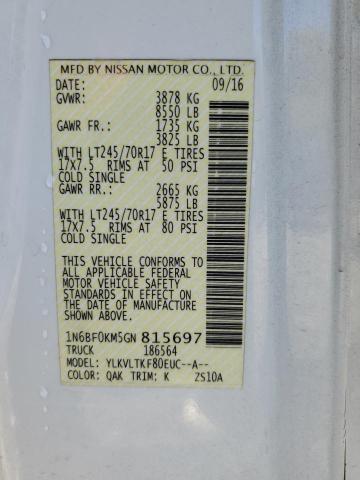 MFD BY NISSAN MOTOR CO., LTD.
DATE: 09/16
GVWR: 3878 KG
8550 LB
GAWR FR.: 1735 KG
3825 LB
WITH LT245/70R17 E TIRES
17X7.5 RIMS AT 50 PSI
COLD SINGLE
GAWR RR.: 2665 KG
5875 LB
WITH LT245/70R17 E TIRES
17X7.5 RIMS AT 80 PSI
COLD SINGLE
THIS VEHICLE CONFORMS TO
ALL APPLICABLE FEDERAL
MOTOR VEHICLE SAFETY
STANDARDS IN EFFECT ON
THE DATE OF MANUFACTURE
SHOWN ABOVE.
1N6BF0KM5GN 815697
TRUCK 186564
MODEL: YLKVLTKF80EUC--A--
COLOR: QAK TRIM: K ZS10A